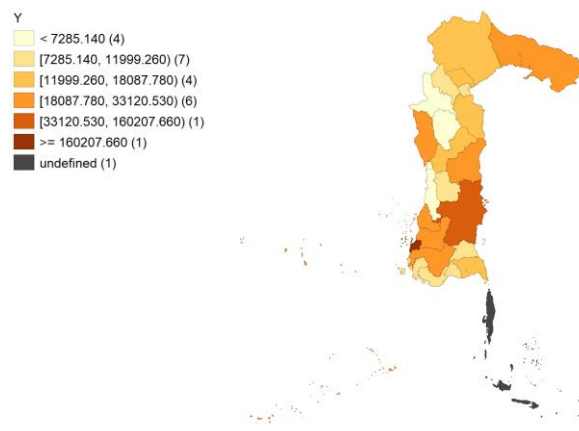 Y
< 7285.140 (4)
[7285.140, 11999.260) (7)
[11999.260, 18087.780) (4)
[18087.780, 33120.530) (6)
[33120.530, 160207.660) (1)
>= 160207.660 (1)
undefined (1)